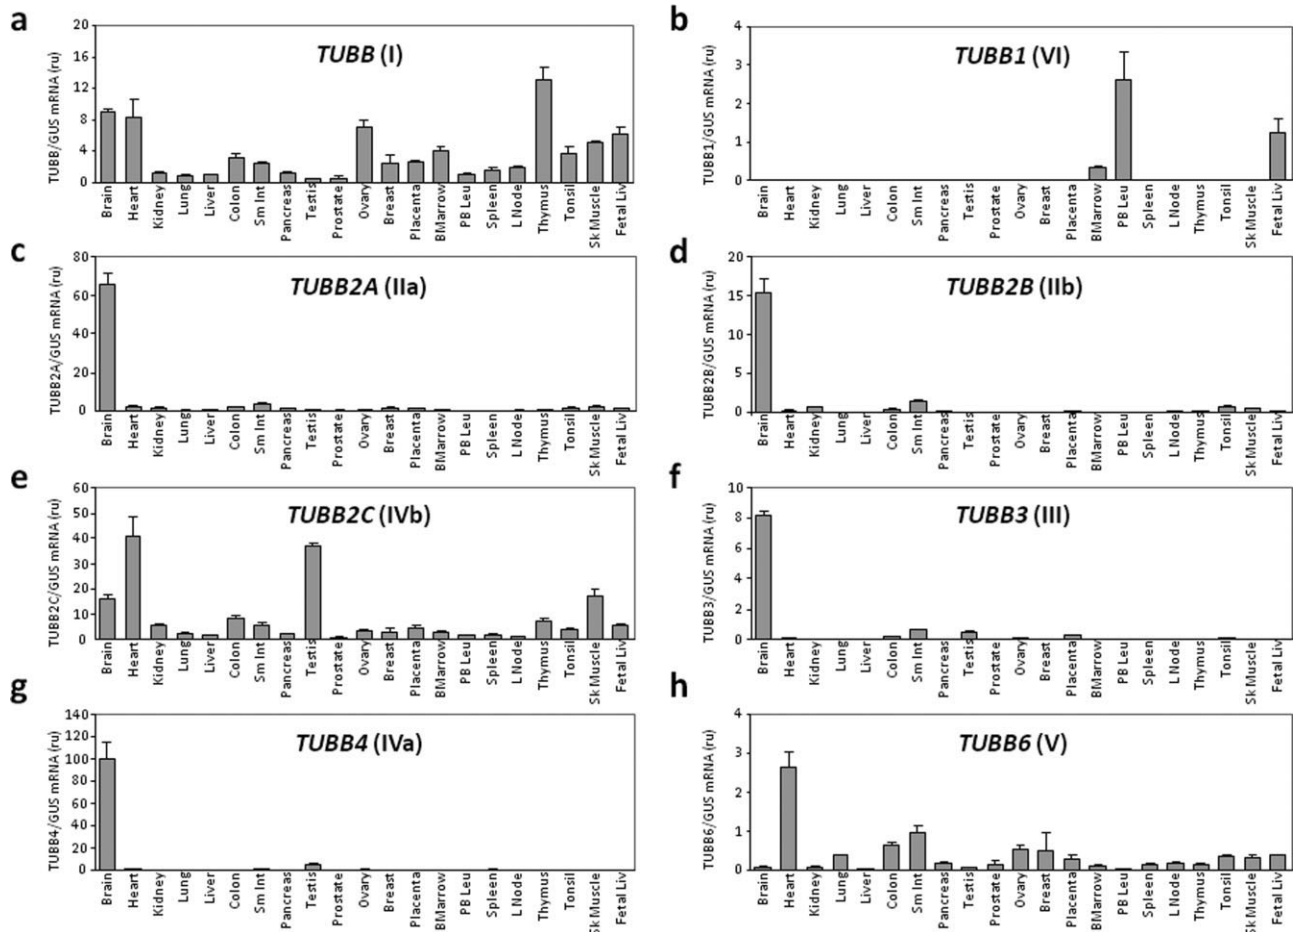 a
TUBB (I)
TUBB/GUS mRNA (ru)
20
16
12
8
4
0
Brain
Heart
Kidney
Lung
Liver
Colon
Sm Int
Pancreas
Testis
Prostate
Ovary
Breast
Placenta
BMarrow
PB Leu
Spleen
L Node
Thymus
Tonsil
Sk Muscle
Fetal Liv
b
TUBB1 (VI)
TUBB1/GUS mRNA (ru)
4
3
2
1
0
Brain
Heart
Kidney
Lung
Liver
Colon
Sm Int
Pancreas
Testis
Prostate
Ovary
Breast
Placenta
BMarrow
PB Leu
Spleen
L Node
Thymus
Tonsil
Sk Muscle
Fetal Liv
c
TUBB2A (IIa)
TUBB2A/GUS mRNA (ru)
80
60
40
20
0
Brain
Heart
Kidney
Lung
Liver
Colon
Sm Int
Pancreas
Testis
Prostate
Ovary
Breast
Placenta
BMarrow
PB Leu
Spleen
L Node
Thymus
Tonsil
Sk Muscle
Fetal Liv
d
TUBB2B (IIb)
TUBB2B/GUS mRNA (ru)
20
15
10
5
0
Brain
Heart
Kidney
Lung
Liver
Colon
Sm Int
Pancreas
Testis
Prostate
Ovary
Breast
Placenta
BMarrow
PB Leu
Spleen
L Node
Thymus
Tonsil
Sk Muscle
Fetal Liv
e
TUBB2C (IVb)
TUBB2C/GUS mRNA (ru)
60
50
40
30
20
10
0
Brain
Heart
Kidney
Lung
Liver
Colon
Sm Int
Pancreas
Testis
Prostate
Ovary
Breast
Placenta
BMarrow
PB Leu
Spleen
L Node
Thymus
Tonsil
Sk Muscle
Fetal Liv
f
TUBB3 (III)
TUBB3/GUS mRNA (ru)
10
8
6
4
2
0
Brain
Heart
Kidney
Lung
Liver
Colon
Sm Int
Pancreas
Testis
Prostate
Ovary
Breast
Placenta
BMarrow
PB Leu
Spleen
L Node
Thymus
Tonsil
Sk Muscle
Fetal Liv
g
TUBB4 (IVa)
TUBB4/GUS mRNA (ru)
140
120
100
80
60
40
20
0
Brain
Heart
Kidney
Lung
Liver
Colon
Sm Int
Pancreas
Testis
Prostate
Ovary
Breast
Placenta
BMarrow
PB Leu
Spleen
L Node
Thymus
Tonsil
Sk Muscle
Fetal Liv
h
TUBB6 (V)
TUBB6/GUS mRNA (ru)
4
3
2
1
0
Brain
Heart
Kidney
Lung
Liver
Colon
Sm Int
Pancreas
Testis
Prostate
Ovary
Breast
Placenta
BMarrow
PB Leu
Spleen
L Node
Thymus
Tonsil
Sk Muscle
Fetal Liv